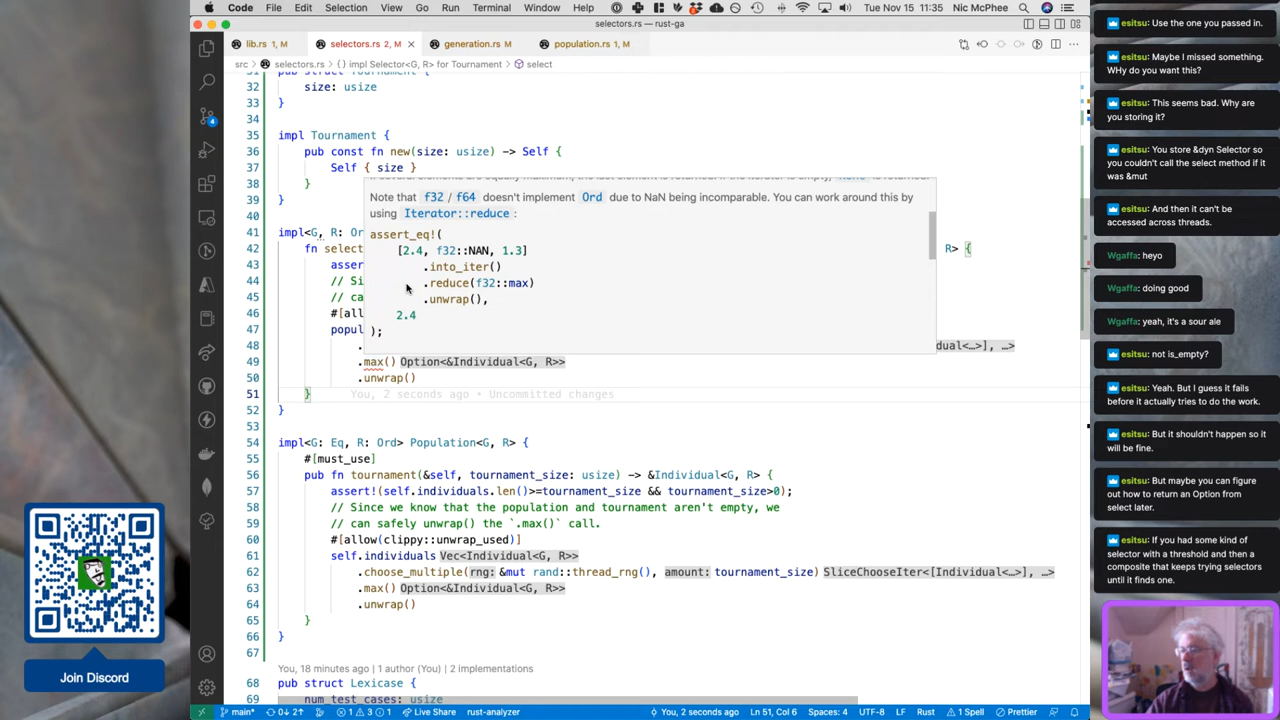 Code File Edit Selection View Go Run Terminal Window Help
Tue Nov 15 11:35 Nic McPhee
selectors.rs — rust-ga
lib.rs 1, M
selectors.rs 2, M
generation.rs M
population.rs 1, M
src > selectors.rs > {} impl Selector<G, R> for Tournament > select
31 pub struct Tournament {
32 size: usize
33 }
34
35 impl Tournament {
36 pub const fn new(size: usize) -> Self {
37 Self { size }
38 }
39 }
40
41 impl<G, R: Or
42 fn select R> {
43 asser
44 // Si
45 // ca
46 #[all
47 popul
48 . dual<…>], …>
49 .max() Option<&Individual<G, R>>
50 .unwrap()
51 } You, 2 seconds ago • Uncommitted changes
52 }
53
54 impl<G: Eq, R: Ord> Population<G, R> {
55 #[must_use]
56 pub fn tournament(&self, tournament_size: usize) -> &Individual<G, R> {
57 assert!(self.individuals.len()>=tournament_size && tournament_size>0);
58 // Since we know that the population and tournament aren't empty, we
59 // can safely unwrap() the `.max()` call.
60 #[allow(clippy::unwrap_used)]
61 self.individuals Vec<Individual<G, R>>
62 .choose_multiple(rng: &mut rand::thread_rng(), amount: tournament_size) SliceChooseIter<[Individual<…>], …>
63 .max() Option<&Individual<G, R>>
64 .unwrap()
65 }
66 }
67
You, 18 minutes ago | 1 author (You) | 2 implementations
68 pub struct Lexicase {
69 num_test_cases: usize
Note that f32 / f64 doesn't implement Ord due to NaN being incomparable. You can work around this by
using Iterator::reduce :
assert_eq!(
[2.4, f32::NAN, 1.3]
.into_iter()
.reduce(f32::max)
.unwrap(),
2.4
);
4
main* 0↓ 2↑ 1 3 1 Live Share rust-analyzer
You, 2 seconds ago Ln 51, Col 6 Spaces: 4 UTF-8 LF Rust 1 Spell Prettier
esitsu: Use the one you passed in.
esitsu: Maybe I missed something.
WHy do you want this?
esitsu: This seems bad. Why are
you storing it?
esitsu: You store &dyn Selector so
you couldn't call the select method if it
was &mut
esitsu: And then it can't be
accessed across threads.
Wgaffa: heyo
Wgaffa: doing good
Wgaffa: yeah, it's a sour ale
esitsu: not is_empty?
esitsu: Yeah. But I guess it fails
before it actually tries to do the work.
esitsu: But it shouldn't happen so it
will be fine.
esitsu: But maybe you can figure
out how to return an Option from
select later.
esitsu: If you had some kind of
selector with a threshold and then a
composite that keeps trying selectors
until it finds one.
Join Discord